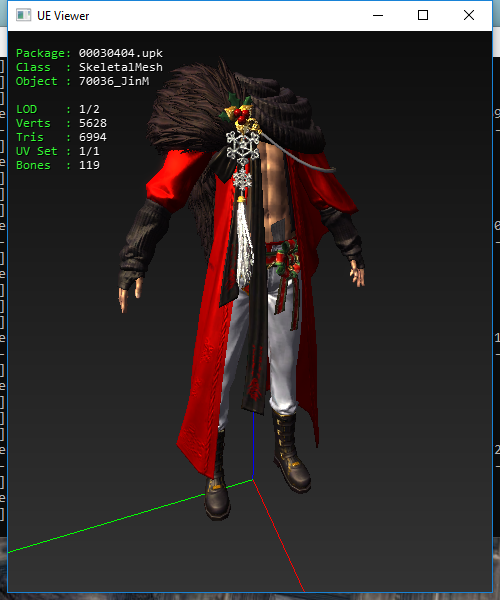 UE Viewer
Package: 00030404.upk
Class  : SkeletalMesh
Object : 70036_JinM
LOD    : 1/2
Verts  : 5628
Tris   : 6994
UV Set : 1/1
Bones  : 119